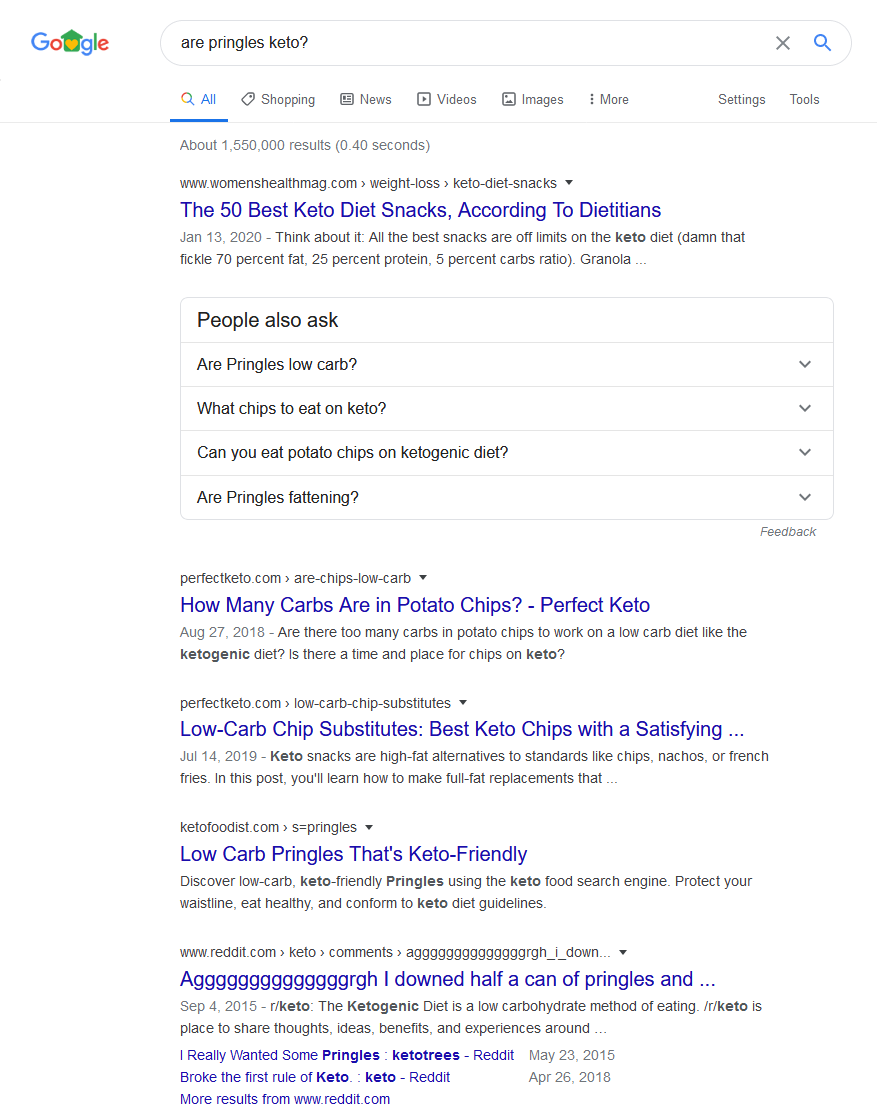 Google
are pringles keto?
All Shopping News Videos Images More Settings Tools
About 1,550,000 results (0.40 seconds)
www.womenshealthmag.com › weight-loss › keto-diet-snacks
The 50 Best Keto Diet Snacks, According To Dietitians
Jan 13, 2020 - Think about it: All the best snacks are off limits on the keto diet (damn that
fickle 70 percent fat, 25 percent protein, 5 percent carbs ratio). Granola ...
People also ask
Are Pringles low carb?
What chips to eat on keto?
Can you eat potato chips on ketogenic diet?
Are Pringles fattening?
Feedback
perfectketo.com › are-chips-low-carb
How Many Carbs Are in Potato Chips? - Perfect Keto
Aug 27, 2018 - Are there too many carbs in potato chips to work on a low carb diet like the
ketogenic diet? Is there a time and place for chips on keto?
perfectketo.com › low-carb-chip-substitutes
Low-Carb Chip Substitutes: Best Keto Chips with a Satisfying ...
Jul 14, 2019 - Keto snacks are high-fat alternatives to standards like chips, nachos, or french
fries. In this post, you'll learn how to make full-fat replacements that ...
ketofoodist.com › s=pringles
Low Carb Pringles That's Keto-Friendly
Discover low-carb, keto-friendly Pringles using the keto food search engine. Protect your
waistline, eat healthy, and conform to keto diet guidelines.
www.reddit.com › keto › comments › agggggggggggggrgh_i_down...
Aggggggggggggggrgh I downed half a can of pringles and ...
Sep 4, 2015 - r/keto: The Ketogenic Diet is a low carbohydrate method of eating. /r/keto is
place to share thoughts, ideas, benefits, and experiences around ...
I Really Wanted Some Pringles : ketotrees - Reddit May 23, 2015
Broke the first rule of Keto. : keto - Reddit Apr 26, 2018
More results from www.reddit.com